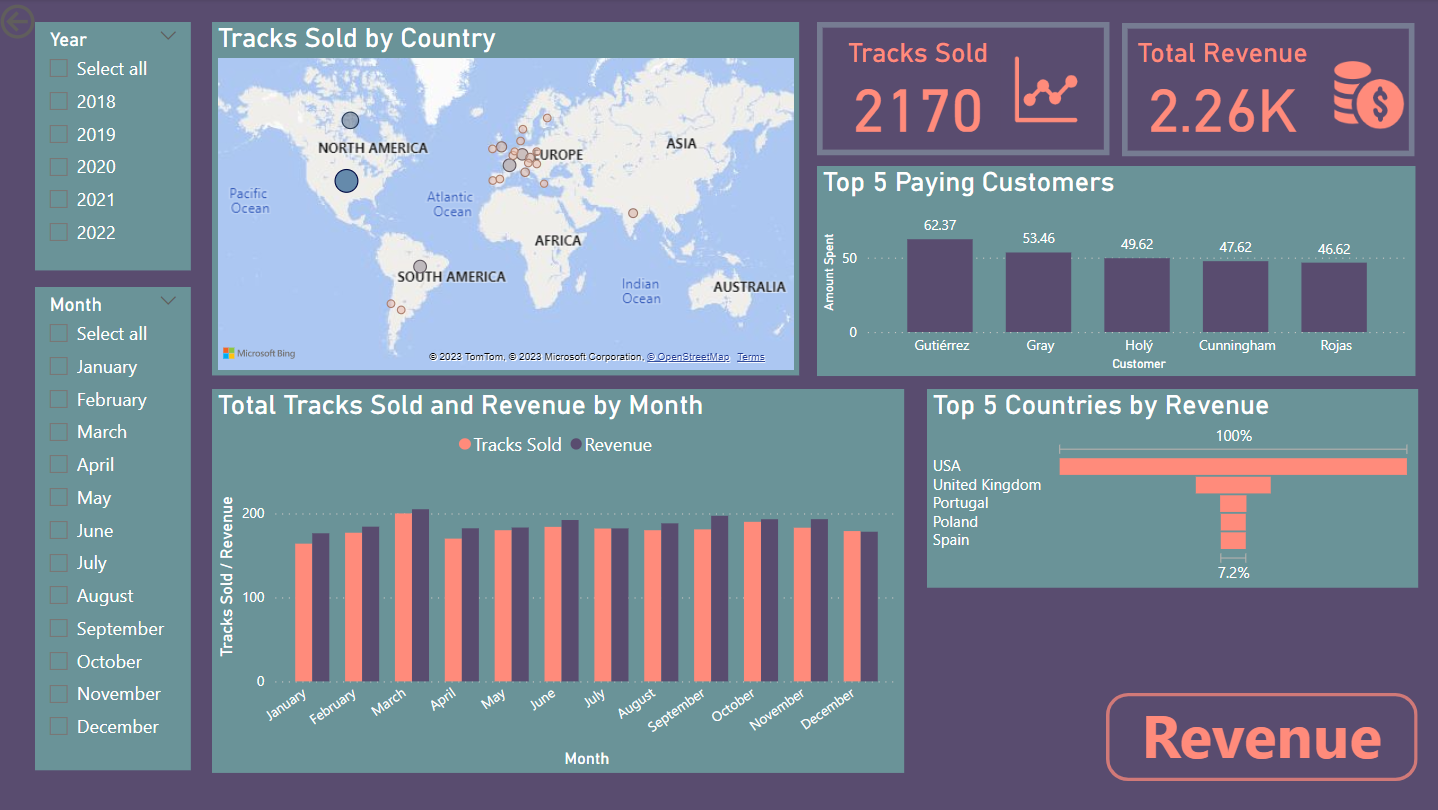 Year
Select all
2018
2019
2020
2021
2022
Month
Select all
January
February
March
April
May
June
July
August
September
October
November
December
Tracks Sold by Country
NORTH AMERICA
EUROPE
ASIA
Pacific
Ocean
Atlantic
Ocean
AFRICA
SOUTH AMERICA
Indian
Ocean
AUSTRALIA
Microsoft Bing
© 2023 TomTom, © 2023 Microsoft Corporation, © OpenStreetMap Terms
Tracks Sold
2170
Total Revenue
2.26K
$
Top 5 Paying Customers
Amount Spent
62.37
53.46
49.62
47.62
46.62
50
0
Gutiérrez Gray Holý Cunningham Rojas
Customer
Total Tracks Sold and Revenue by Month
Tracks Sold Revenue
Tracks Sold / Revenue
200
100
0
January February March April May June July August September October November December
Month
Top 5 Countries by Revenue
100%
USA
United Kingdom
Portugal
Poland
Spain
7.2%
Revenue